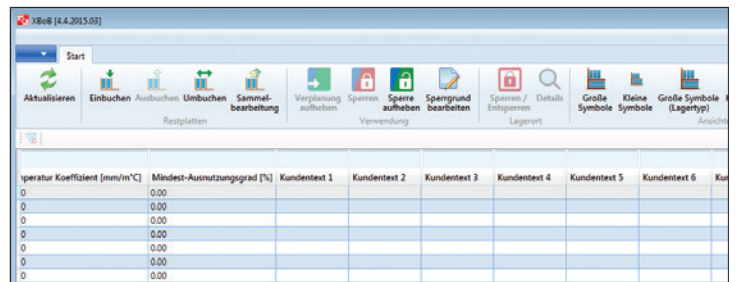 XBoB [4.4.2015.03]
Start
Aktualisieren Einbuchen Ausbuchen Umbuchen Sammel-bearbeitung Verplanung aufheben Sperren Sperre aufheben Sperrgrund bearbeiten Sperren / Entsperren Details Große Symbole Kleine Symbole Große Symbole (Lagertyp)
Restplatten Verwendung Lagerort Ansicht
peratur Koeffizient [mm/m°C] Mindest-Ausnutzungsgrad [%] Kundentext 1 Kundentext 2 Kundentext 3 Kundentext 4 Kundentext 5 Kundentext 6 Kur
0 0.00
0 0.00
0 0.00
0 0.00
0 0.00
0 0.00
0 0.00